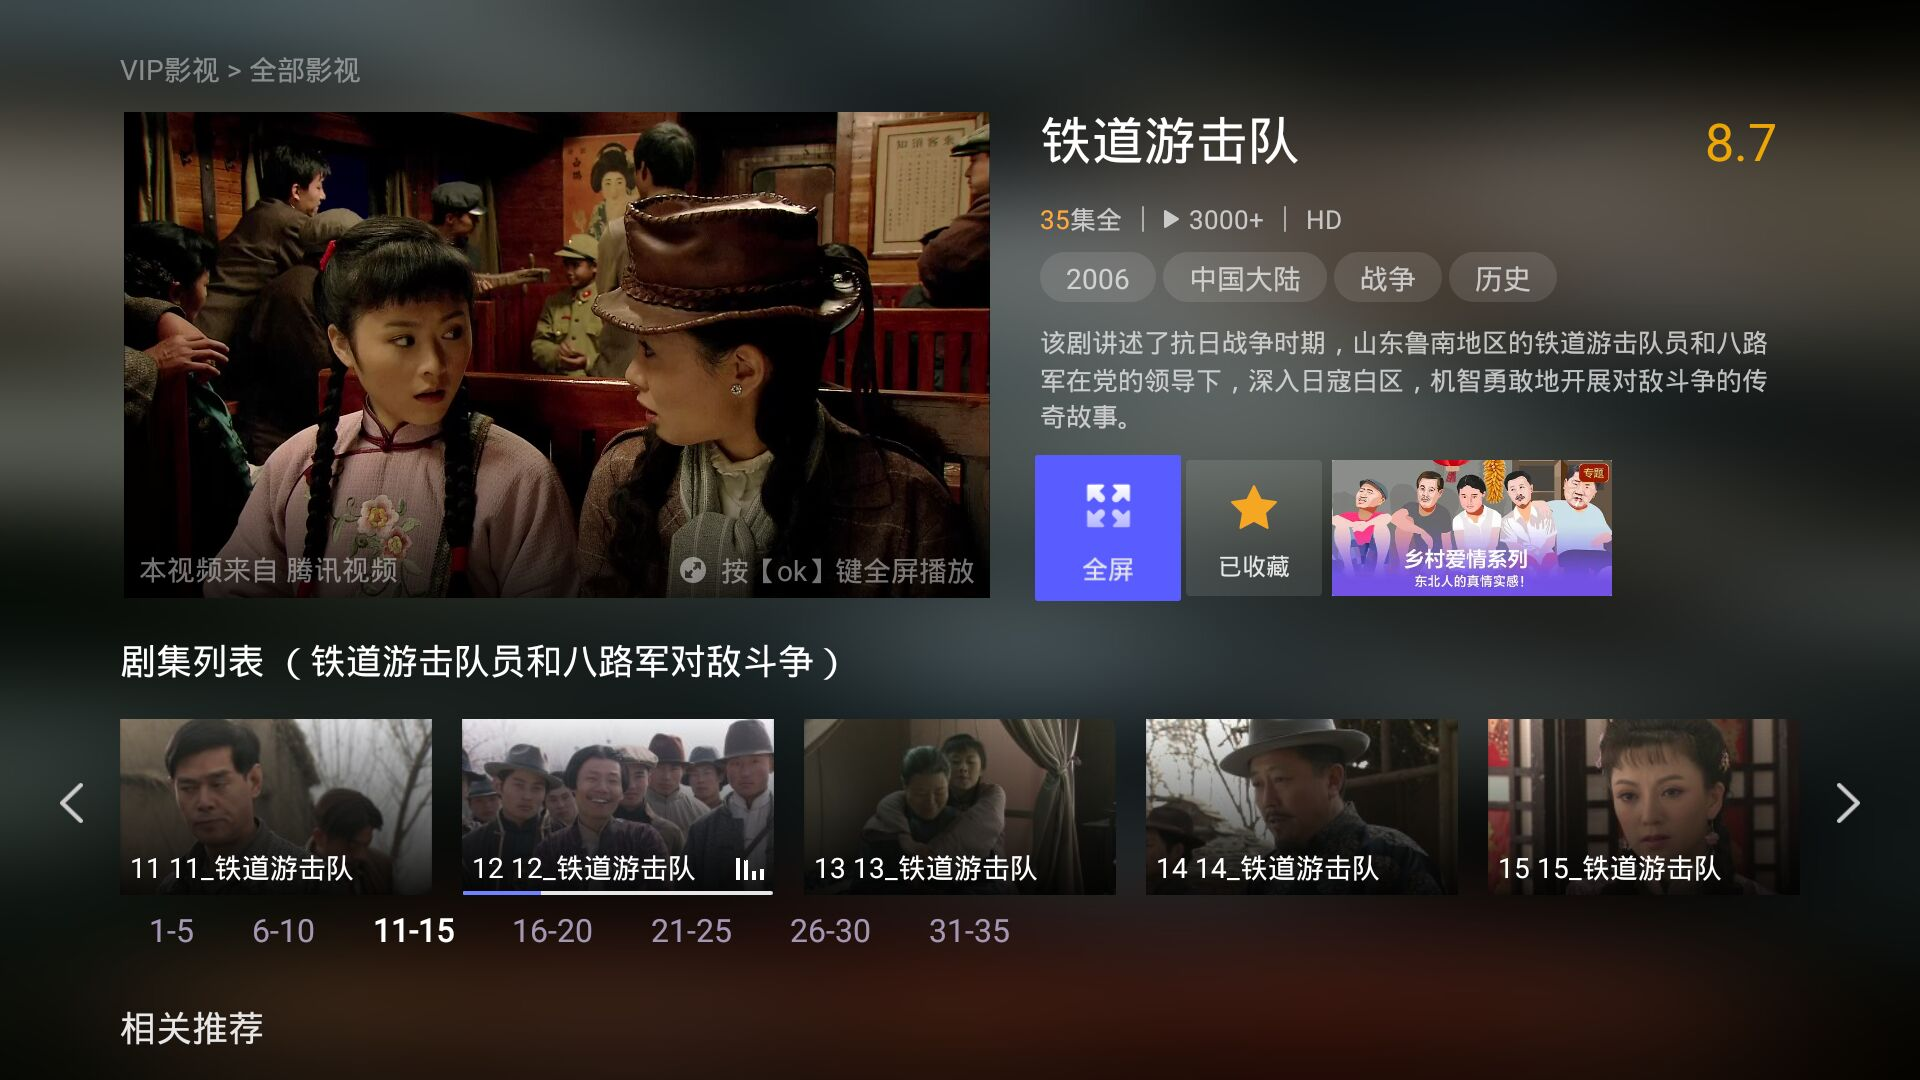 VIP影视 > 全部影视
铁道游击队
8.7
35集全 | 3000+ | HD
2006 中国大陆 战争 历史
该剧讲述了抗日战争时期，山东鲁南地区的铁道游击队员和八路
军在党的领导下，深入日寇白区，机智勇敢地开展对敌斗争的传
奇故事。
本视频来自 腾讯视频
按【ok】键全屏播放
全屏
已收藏
专题
乡村爱情系列
东北人的真情实感！
剧集列表 （铁道游击队员和八路军对敌斗争）
11 11_铁道游击队
12 12_铁道游击队
13 13_铁道游击队
14 14_铁道游击队
15 15_铁道游击队
1-5 6-10 11-15 16-20 21-25 26-30 31-35
相关推荐